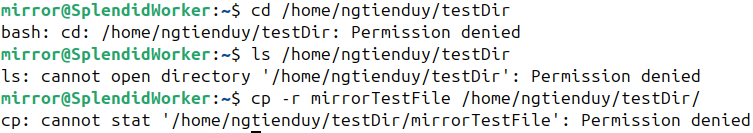 mirror@SplendidWorker:~$ cd /home/ngtienduy/testDir
bash: cd: /home/ngtienduy/testDir: Permission denied
mirror@SplendidWorker:~$ ls /home/ngtienduy/testDir
ls: cannot open directory '/home/ngtienduy/testDir': Permission denied
mirror@SplendidWorker:~$ cp -r mirrorTestFile /home/ngtienduy/testDir/
cp: cannot stat '/home/ngtienduy/testDir/mirrorTestFile': Permission denied